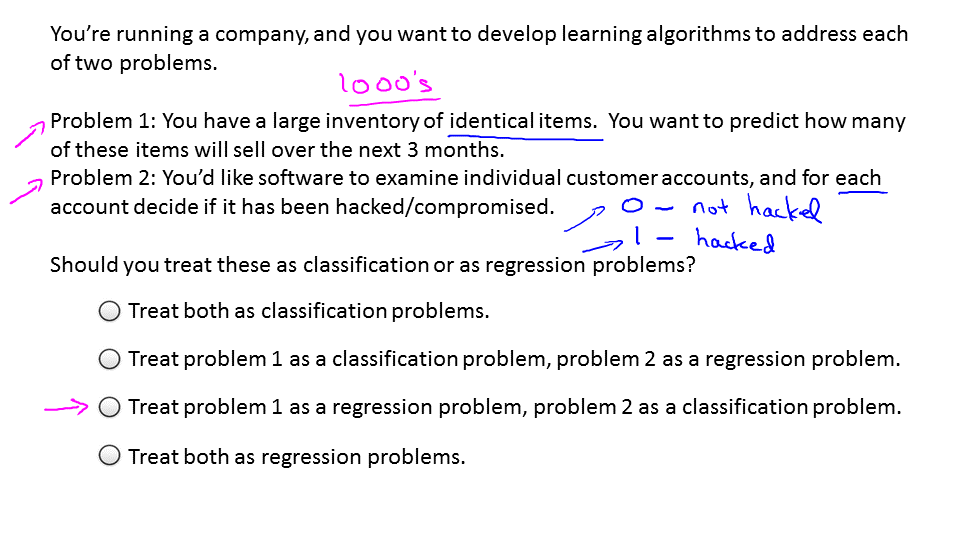 You're running a company, and you want to develop learning algorithms to address each
of two problems.
1000's
Problem 1: You have a large inventory of identical items. You want to predict how many
of these items will sell over the next 3 months.
Problem 2: You'd like software to examine individual customer accounts, and for each
account decide if it has been hacked/compromised.
0 - not hacked
1 - hacked
Should you treat these as classification or as regression problems?
Treat both as classification problems.
Treat problem 1 as a classification problem, problem 2 as a regression problem.
Treat problem 1 as a regression problem, problem 2 as a classification problem.
Treat both as regression problems.